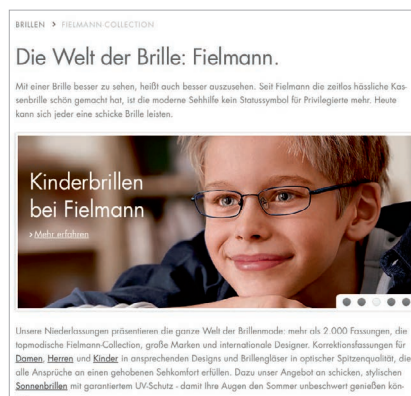 BRILLEN > FIELMANN-COLLECTION
Die Welt der Brille: Fielmann.
Mit einer Brille besser zu sehen, heißt auch besser auszusehen. Seit Fielmann die zeitlos hässliche Kas-
senbrille schön gemacht hat, ist die moderne Sehhilfe kein Statussymbol für Privilegierte mehr. Heute
kann sich jeder eine schicke Brille leisten.
Kinderbrillen
bei Fielmann
> Mehr erfahren
Unsere Niederlassungen präsentieren die ganze Welt der Brillenmode: mehr als 2 000 Fassungen, die
topmodische Fielmann-Collection, große Marken und internationale Designer. Korrektionsfassungen für
Damen, Herren und Kinder in ansprechenden Designs und Brillengläser in optischer Spitzenqualität, die
alle Ansprüche an einen gehobenen Sehkomfort erfüllen. Dazu unser Angebot an schicken, stylischen
Sonnenbrillen mit garantiertem UV-Schutz - damit Ihre Augen den Sommer unbeschwert genießen kön-